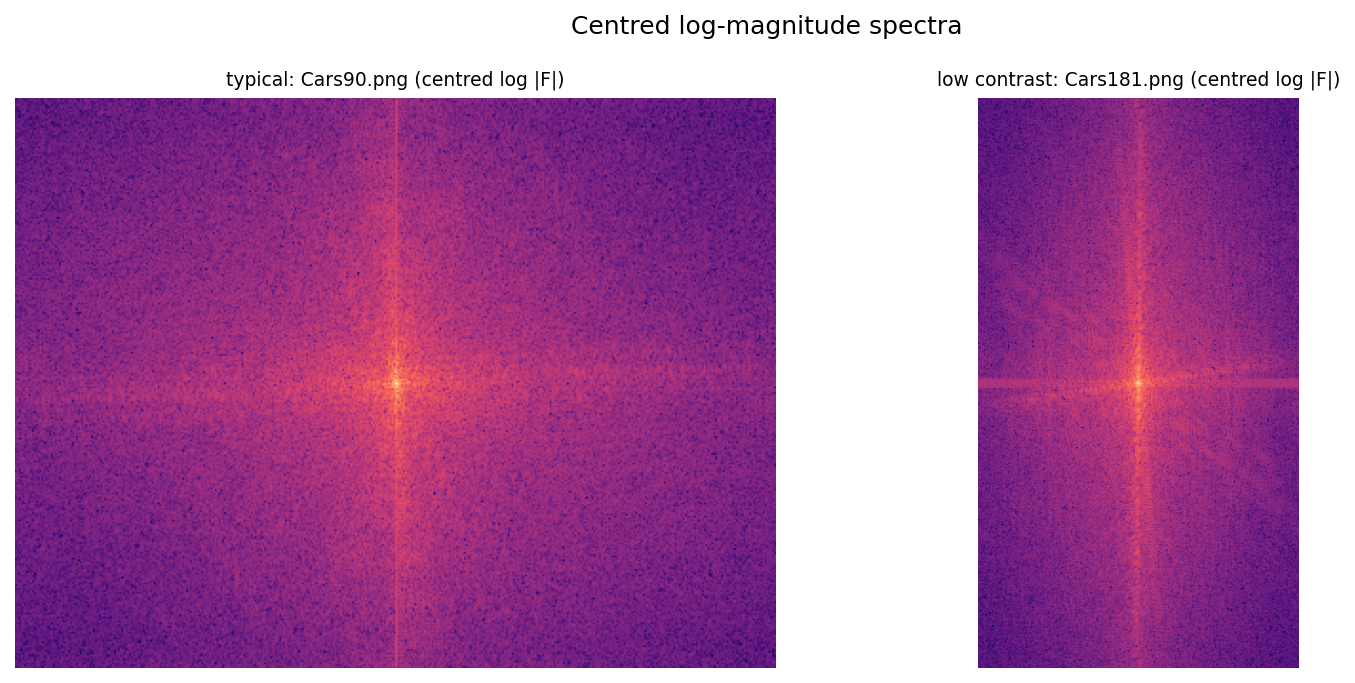 Centred log-magnitude spectra
typical: Cars90.png (centred log |F|)
low contrast: Cars181.png (centred log |F|)